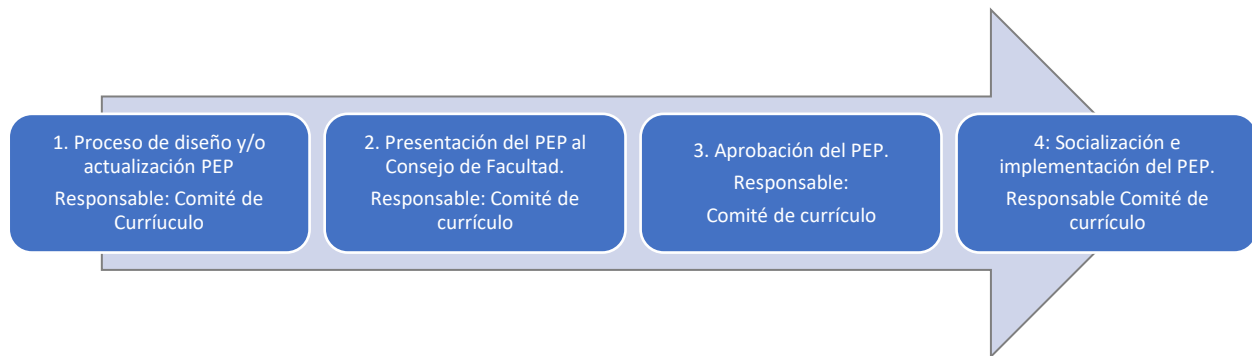 1. Proceso de diseño y/o
actualización PEP
Responsable: Comité de
Curríuculo
2. Presentación del PEP al
Consejo de Facultad.
Responsable: Comité de
currículo
3. Aprobación del PEP.
Responsable:
Comité de currículo
4: Socialización e
implementación del PEP.
Responsable Comité de
currículo